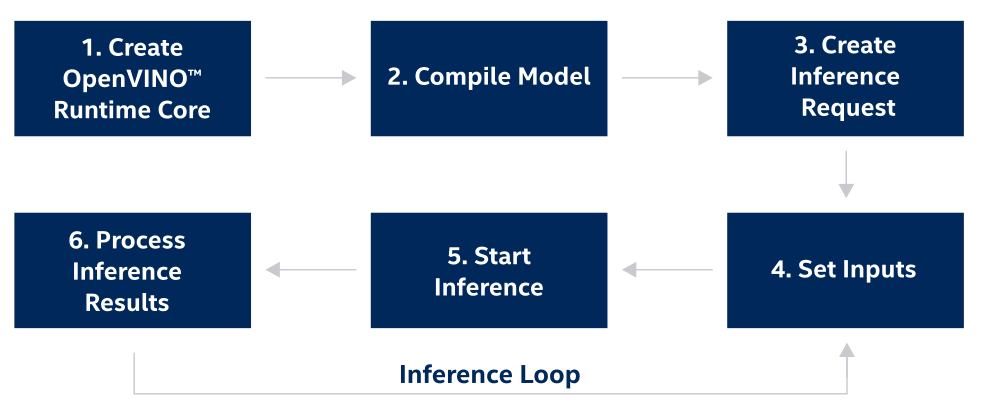 1. Create
OpenVINO™
Runtime Core
2. Compile Model
3. Create
Inference
Request
4. Set Inputs
5. Start
Inference
6. Process
Inference
Results
Inference Loop